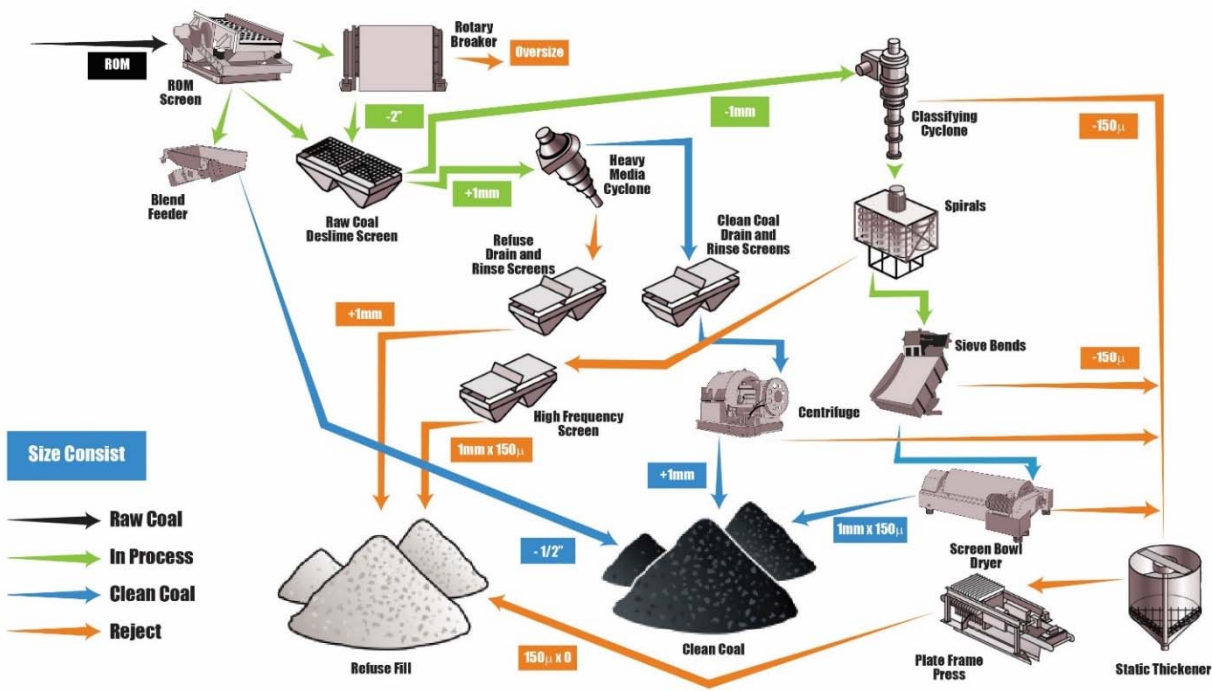 ROM
ROM
Screen
Rotary
Breaker
Oversize
-2"
-1mm
Classifying
Cyclone
-150μ
Blend
Feeder
Raw Coal
Deslime Screen
+1mm
Heavy
Media
Cyclone
Spirals
Refuse
Drain and
Rinse Screens
Clean Coal
Drain and
Rinse Screens
+1mm
Sieve Bends
-150μ
High Frequency
Screen
Centrifuge
1mm x 150μ
+1mm
Size Consist
Raw Coal
In Process
Clean Coal
Reject
- 1/2"
1mm x 150μ
Screen Bowl
Dryer
Refuse Fill
150μ x 0
Clean Coal
Plate Frame
Press
Static Thickener